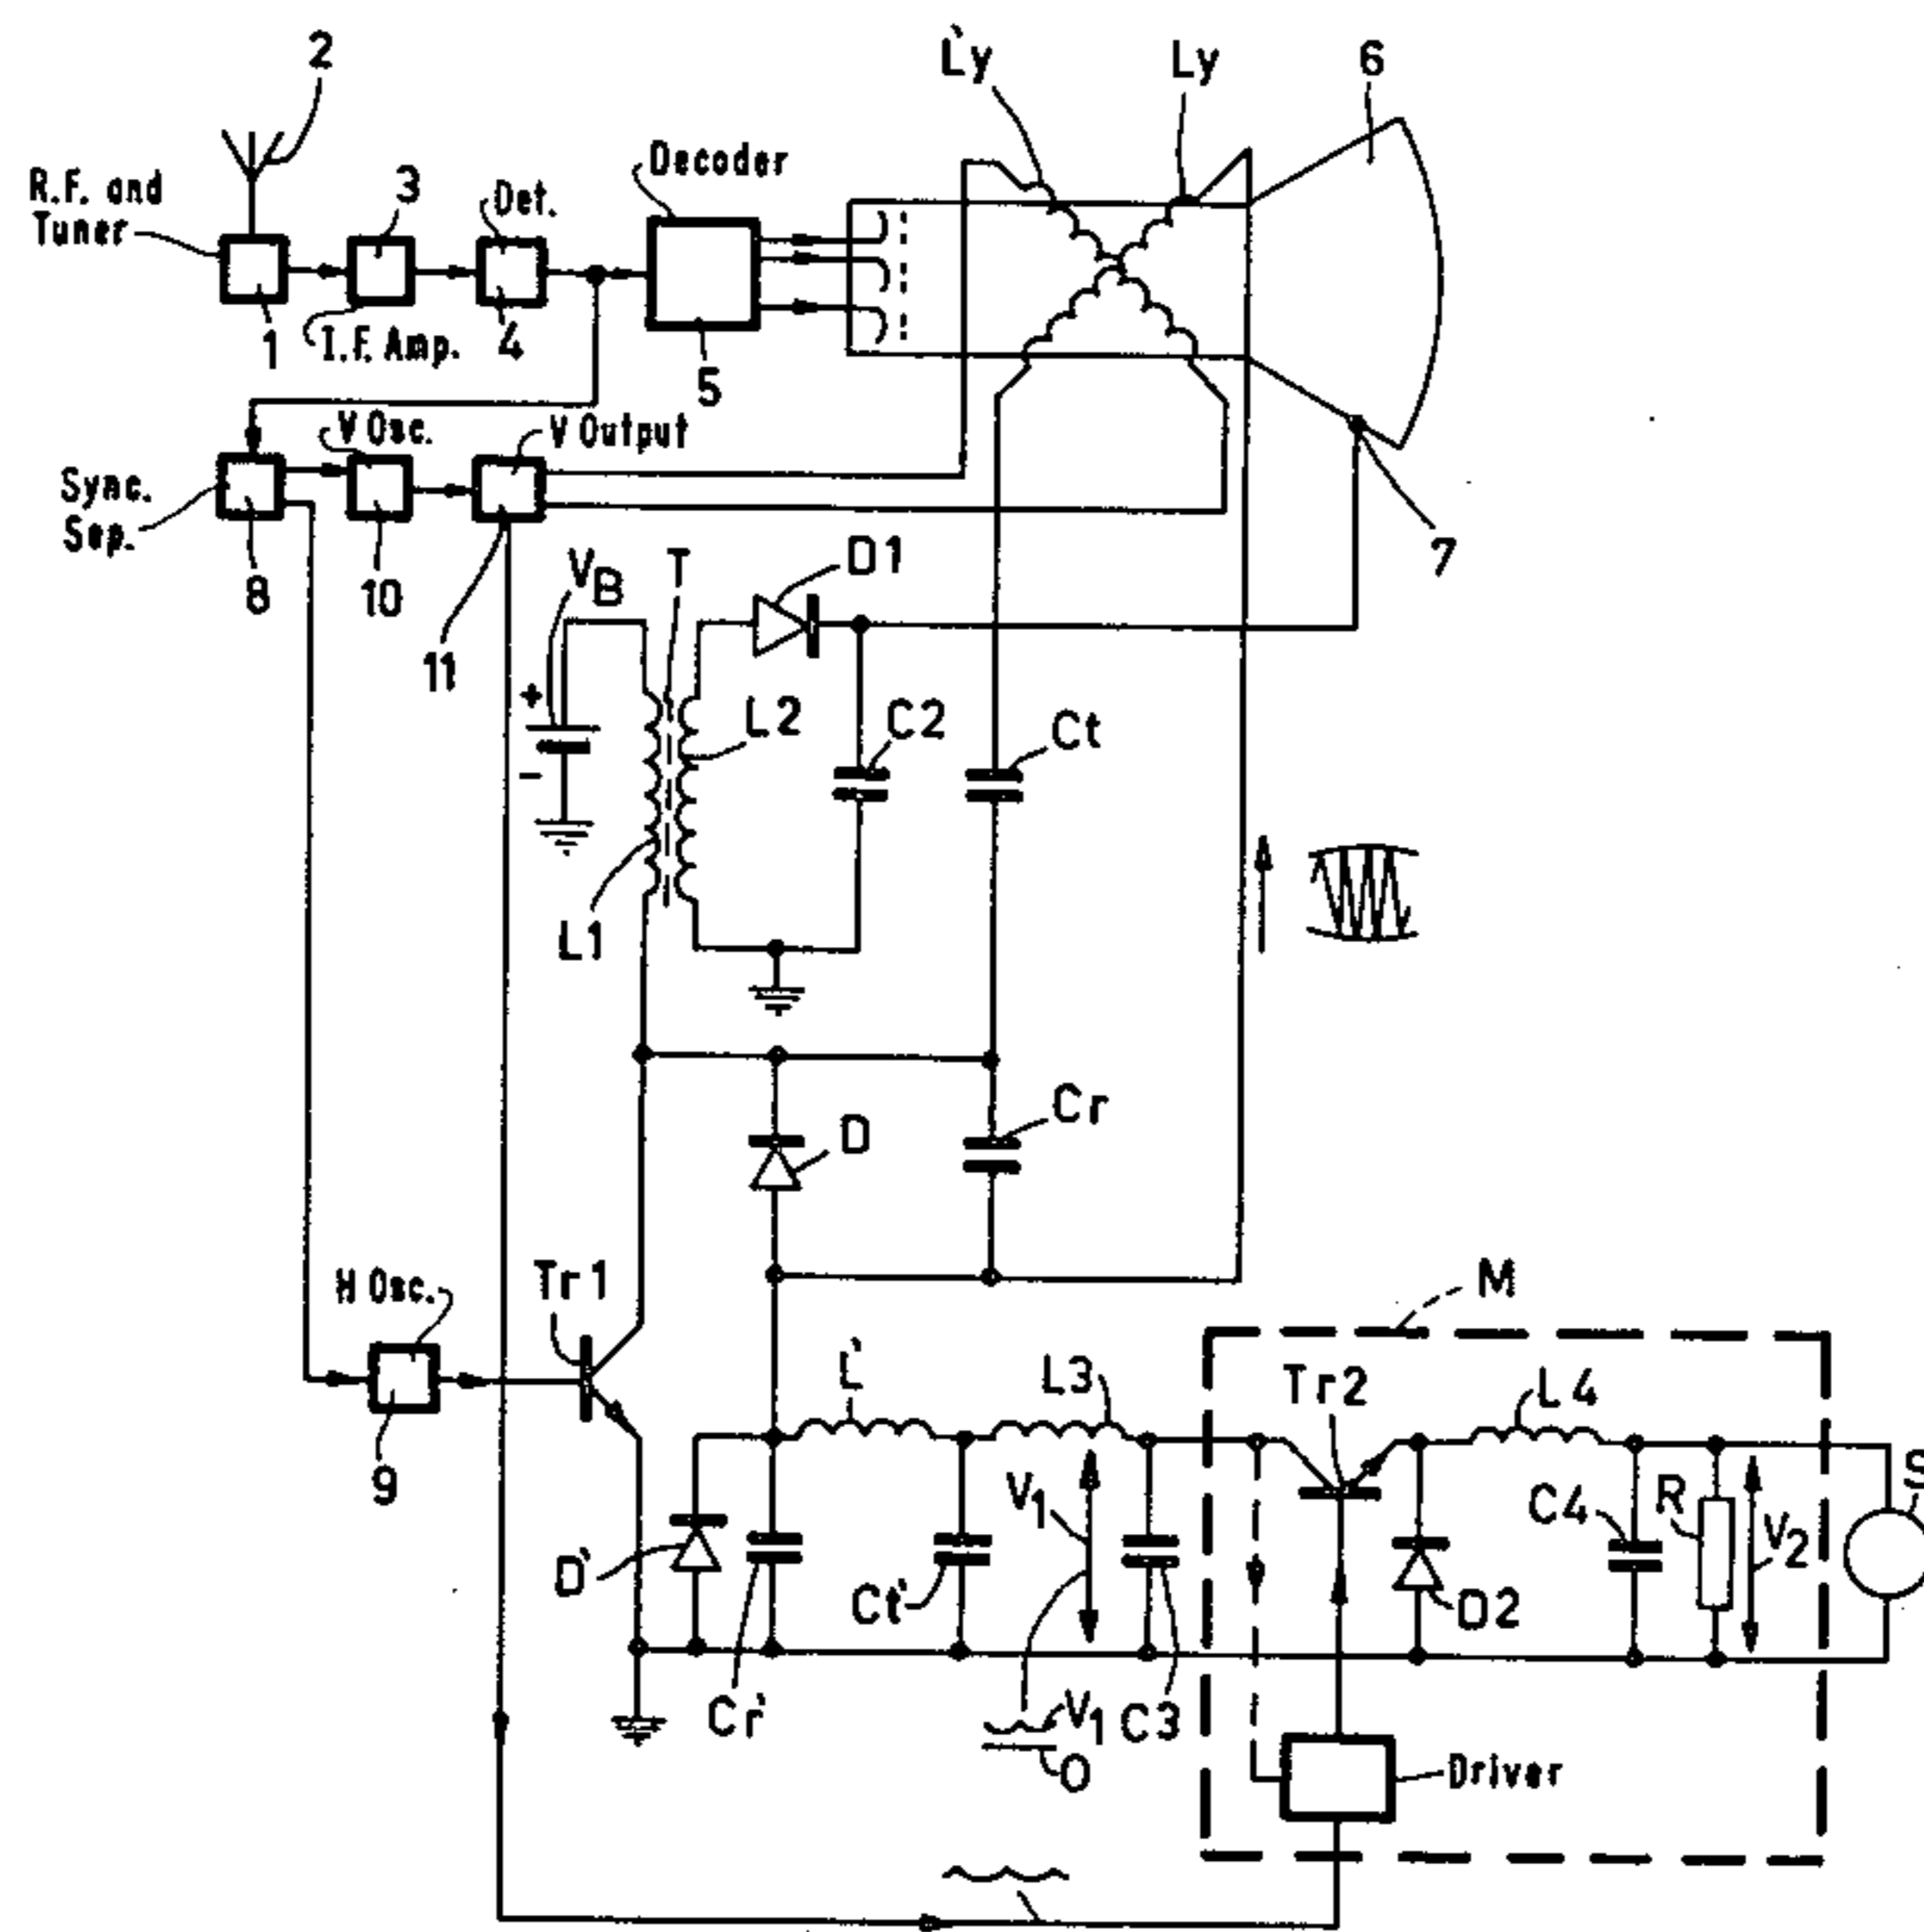 2
L'y
Ly
6
R.F. and
Tuner
3
Det.
Decoder
1
I.F. Amp.
4
5
V Osc.
V Output
Sync.
Sep.
8
10
11
7
VB
T
D1
+
-
L2
C2
Ct
L1
Cr
D
H Osc.
Tr1
M
9
L'
L3
Tr2
L4
V1
C4
R
V2
S
D'
Ct'
D2
Cr'
V1
C3
O
Driver